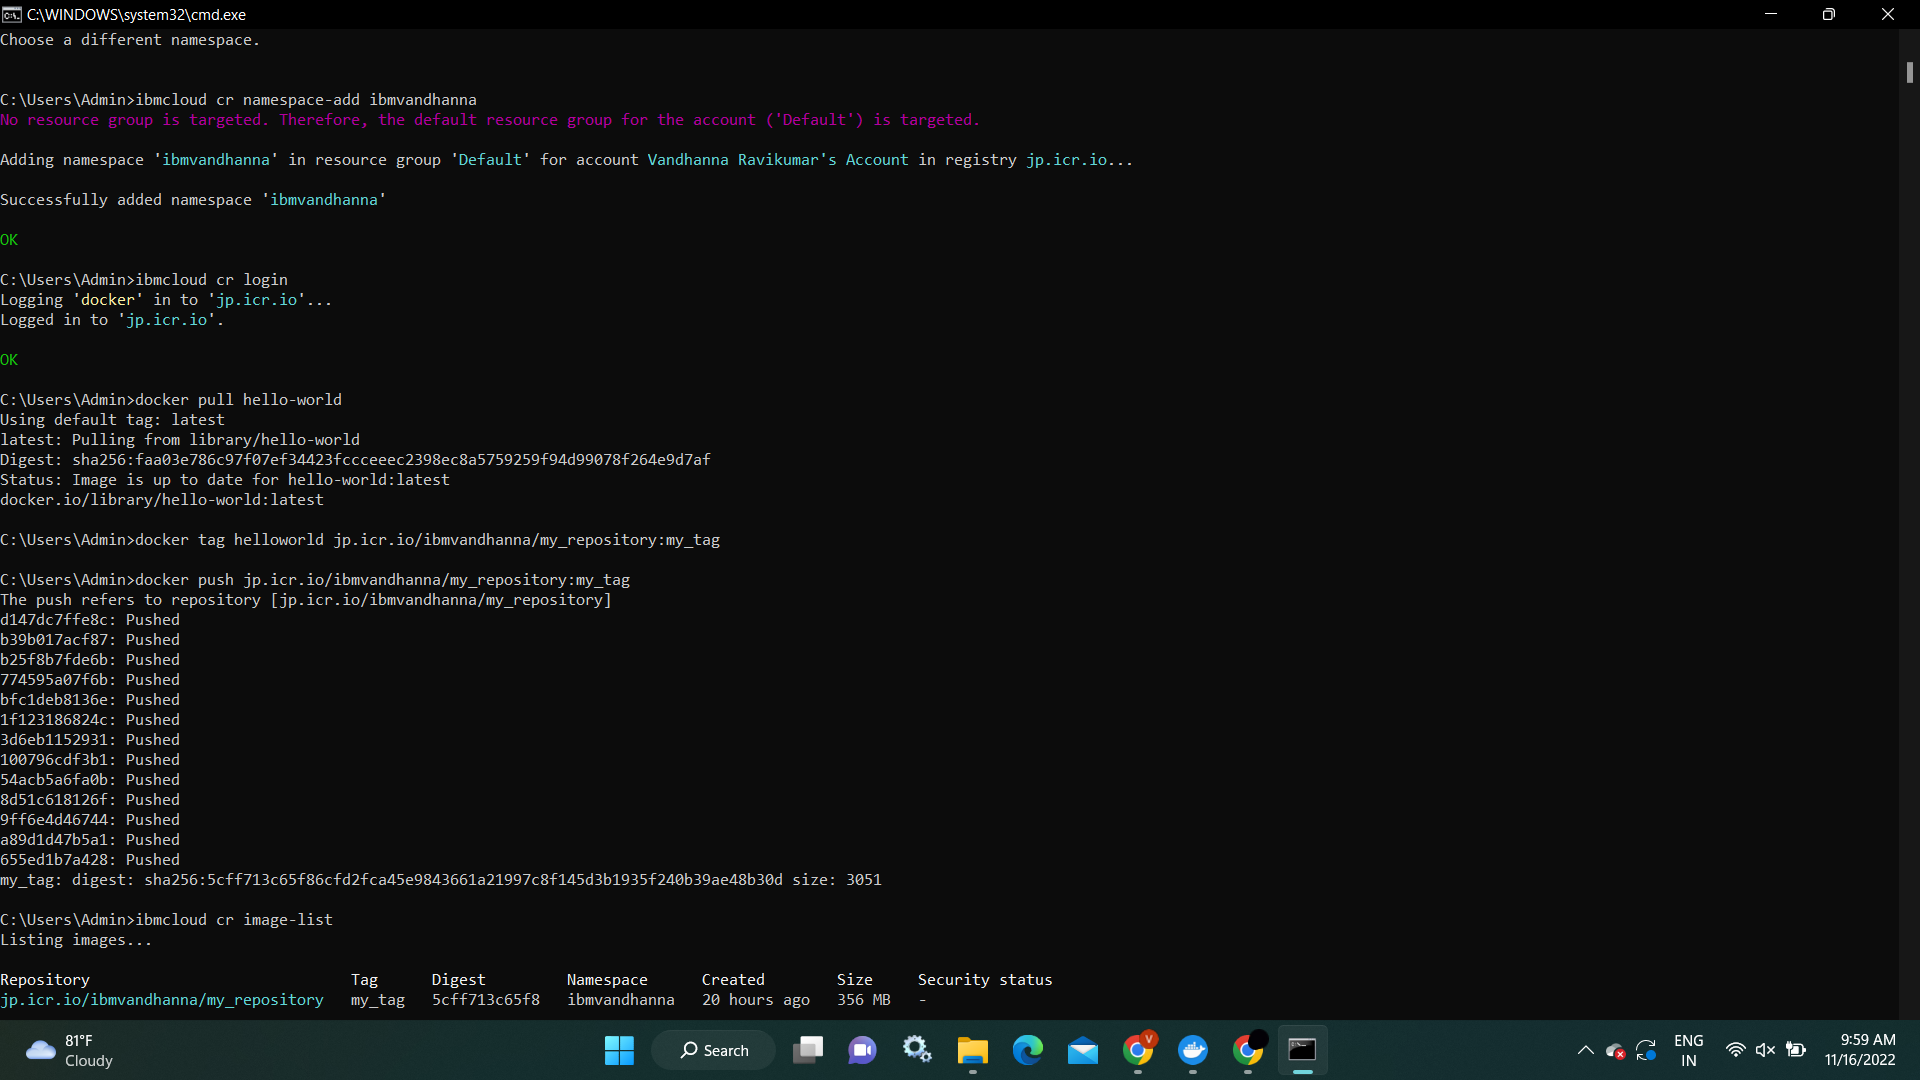 C:\WINDOWS\system32\cmd.exe
Choose a different namespace.
C:\Users\Admin>ibmcloud cr namespace-add ibmvandhanna
No resource group is targeted. Therefore, the default resource group for the account ('Default') is targeted.
Adding namespace 'ibmvandhanna' in resource group 'Default' for account Vandhanna Ravikumar's Account in registry jp.icr.io...
Successfully added namespace 'ibmvandhanna'
OK
C:\Users\Admin>ibmcloud cr login
Logging 'docker' in to 'jp.icr.io'...
Logged in to 'jp.icr.io'.
OK
C:\Users\Admin>docker pull hello-world
Using default tag: latest
latest: Pulling from library/hello-world
Digest: sha256:faa03e786c97f07ef34423fccceeec2398ec8a5759259f94d99078f264e9d7af
Status: Image is up to date for hello-world:latest
docker.io/library/hello-world:latest
C:\Users\Admin>docker tag helloworld jp.icr.io/ibmvandhanna/my_repository:my_tag
C:\Users\Admin>docker push jp.icr.io/ibmvandhanna/my_repository:my_tag
The push refers to repository [jp.icr.io/ibmvandhanna/my_repository]
d147dc7ffe8c: Pushed
b39b017acf87: Pushed
b25f8b7fde6b: Pushed
774595a07f6b: Pushed
bfc1deb8136e: Pushed
1f123186824c: Pushed
3d6eb1152931: Pushed
100796cdf3b1: Pushed
54acb5a6fa0b: Pushed
8d51c618126f: Pushed
9ff6e4d46744: Pushed
a89d1d47b5a1: Pushed
655ed1b7a428: Pushed
my_tag: digest: sha256:5cff713c65f86cfd2fca45e9843661a21997c8f145d3b1935f240b39ae48b30d size: 3051
C:\Users\Admin>ibmcloud cr image-list
Listing images...
Repository Tag Digest Namespace Created Size Security status
jp.icr.io/ibmvandhanna/my_repository my_tag 5cff713c65f8 ibmvandhanna 20 hours ago 356 MB -
81°F
Cloudy
Search
V
ENG
IN
9:59 AM
11/16/2022